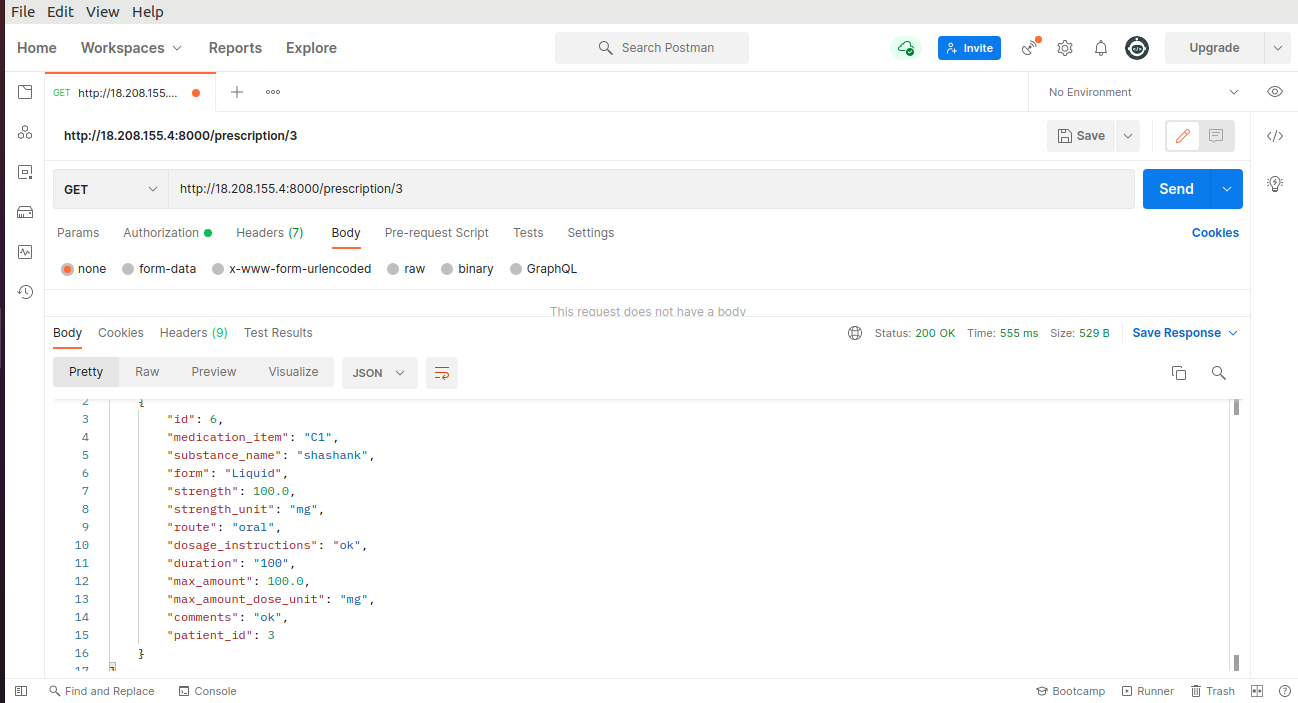 File Edit View Help
Home Workspaces Reports Explore Search Postman Invite Upgrade
GET http://18.208.155.... No Environment
http://18.208.155.4:8000/prescription/3 Save
GET http://18.208.155.4:8000/prescription/3 Send
Params Authorization Headers (7) Body Pre-request Script Tests Settings Cookies
none form-data x-www-form-urlencoded raw binary GraphQL
This request does not have a body
Body Cookies Headers (9) Test Results Status: 200 OK Time: 555 ms Size: 529 B Save Response
Pretty Raw Preview Visualize JSON
2 {
3 "id": 6,
4 "medication_item": "C1",
5 "substance_name": "shashank",
6 "form": "Liquid",
7 "strength": 100.0,
8 "strength_unit": "mg",
9 "route": "oral",
10 "dosage_instructions": "ok",
11 "duration": "100",
12 "max_amount": 100.0,
13 "max_amount_dose_unit": "mg",
14 "comments": "ok",
15 "patient_id": 3
16 }
17 ]
Find and Replace Console Bootcamp Runner Trash